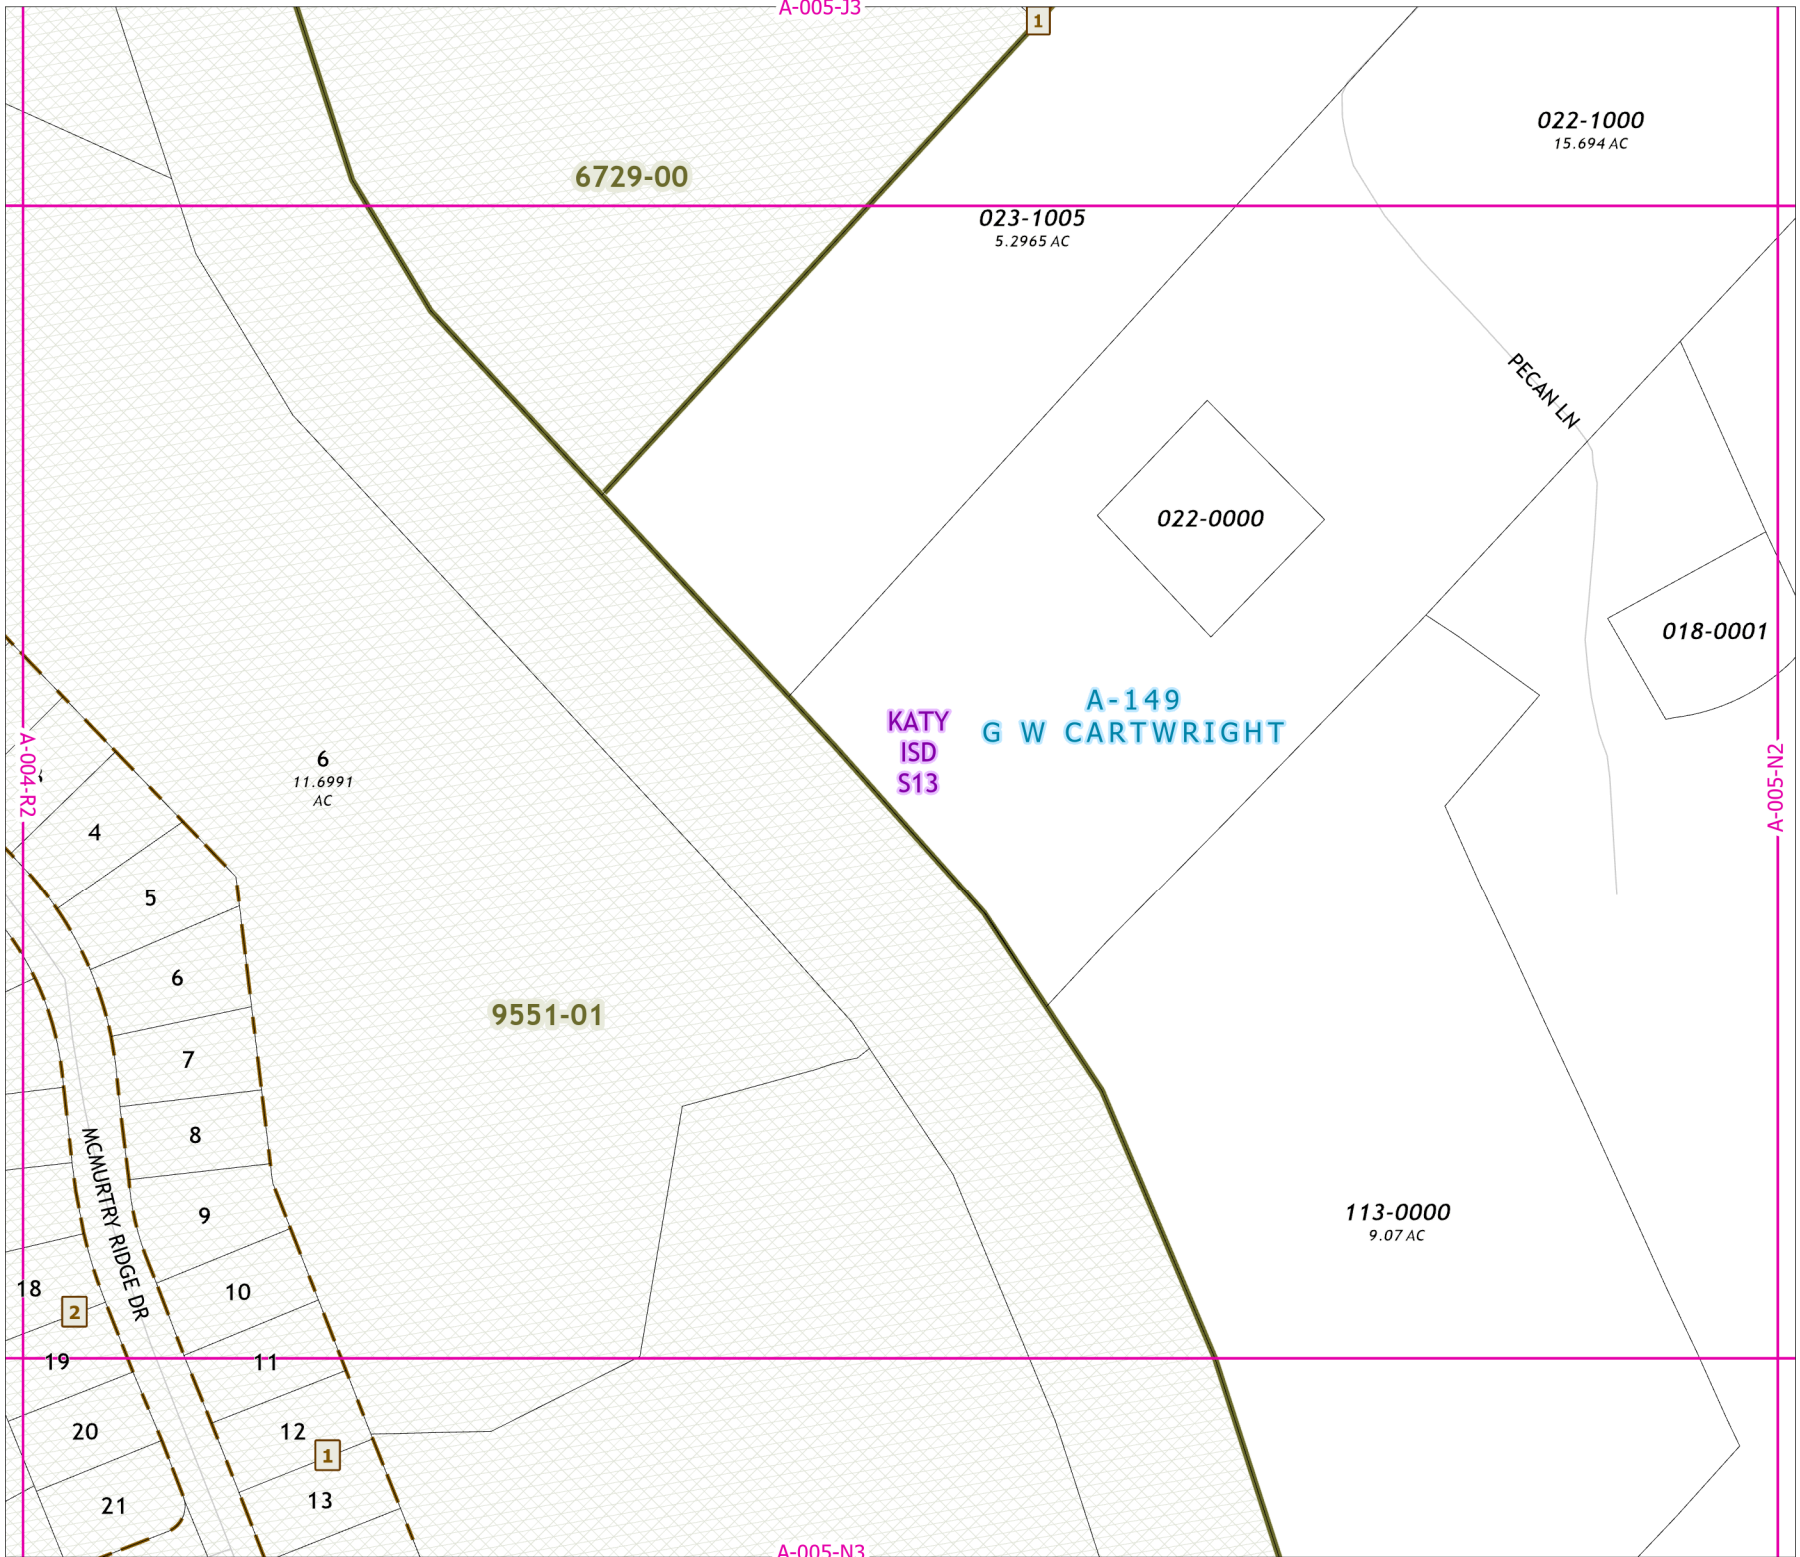 A-005-J3
1
022-1000
15.694 AC
6729-00
023-1005
5.2965 AC
PECAN LN
022-0000
018-0001
A-149
G W CARTWRIGHT
KATY
ISD
S13
A-004-R2
A-005-N2
6
11.6991
AC
4
5
6
9551-01
7
8
MCMURTRY RIDGE DR
9
113-0000
9.07 AC
10
18
2
19
11
20
12
1
13
21
A-005-N3